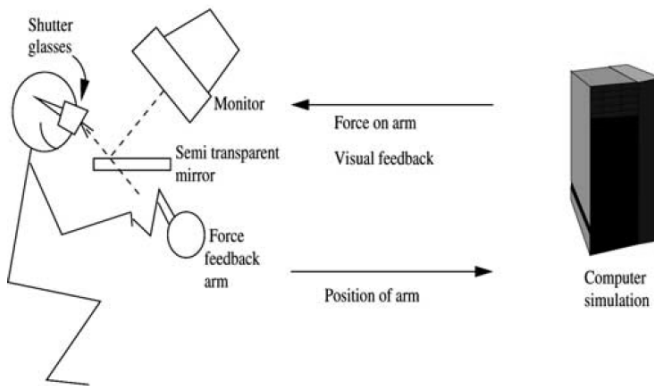 Shutter
glasses
Monitor
Semi transparent
mirror
Force
feedback
arm
Force on arm
Visual feedback
Position of arm
Computer
simulation